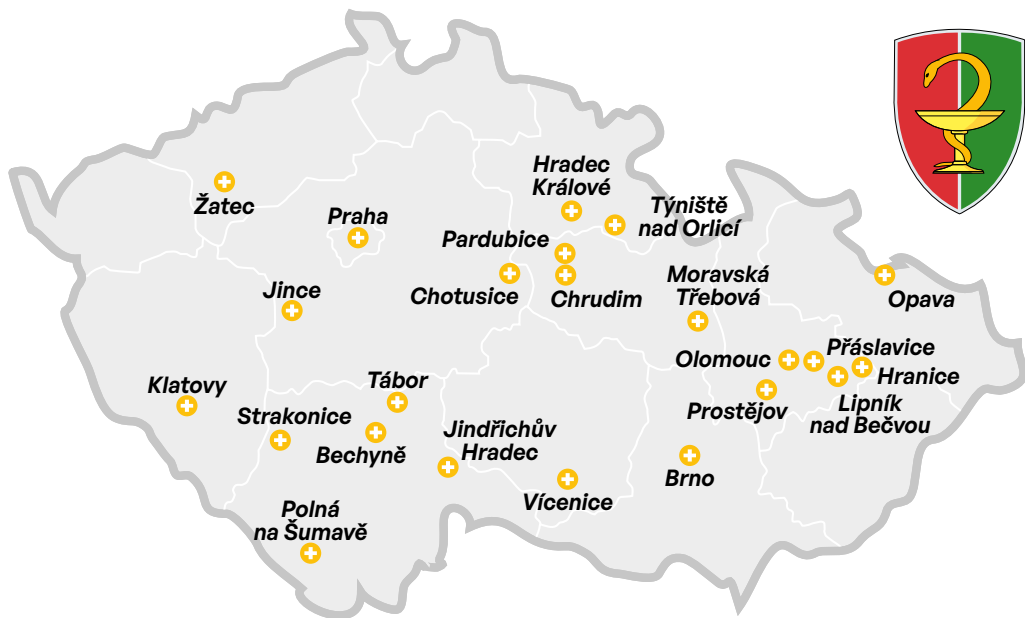 Hradec
Králové
Žatec
Praha
Týniště
nad Orlicí
Pardubice
Chotusice
Chrudim
Moravská
Třebová
Jince
Opava
Olomouc
Přáslavice
Hranice
Klatovy
Tábor
Prostějov
Lipník
nad Bečvou
Strakonice
Bechyně
Jindřichův
Hradec
Vícenice
Brno
Polná
na Šumavě